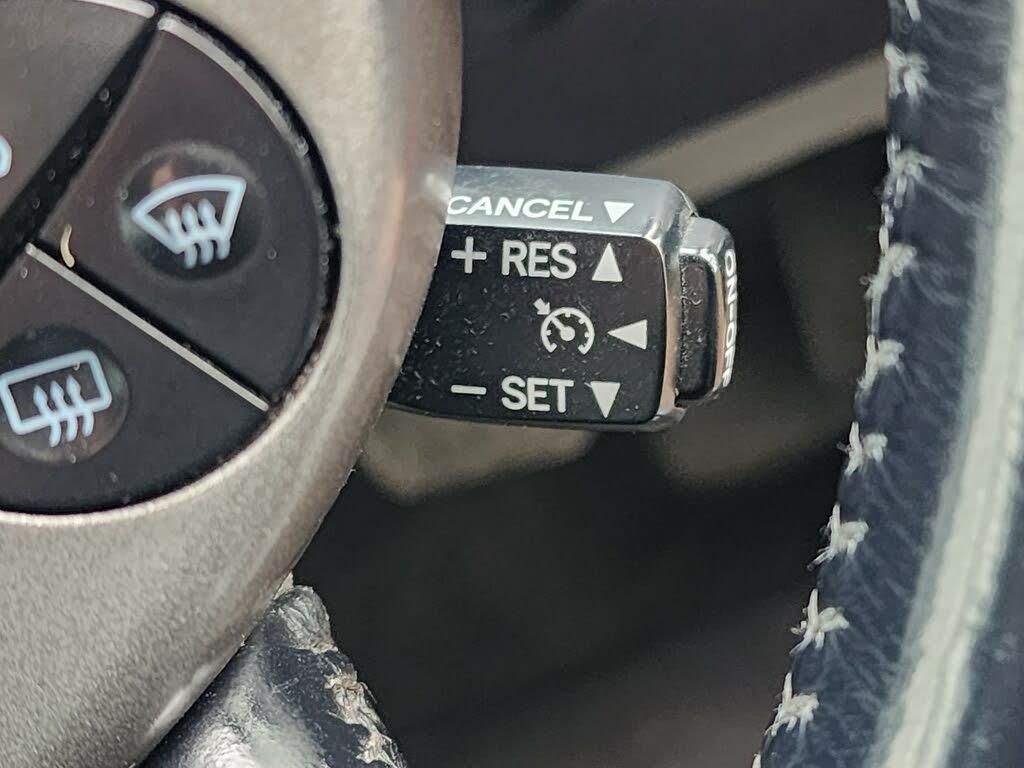 CANCEL ▼
+ RES ▲
◀
− SET ▼
ON-OFF